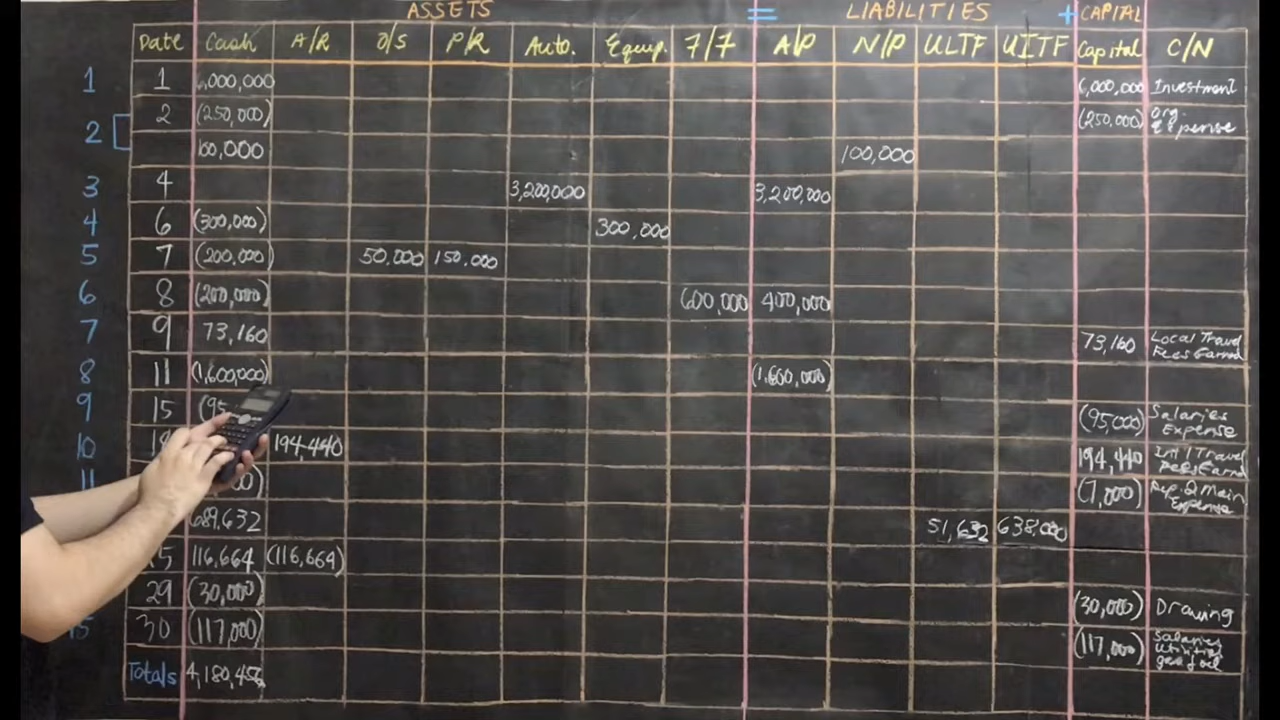 ASSETS = LIABILITIES + CAPITAL
Date Cash A/R O/S P/R Auto. Equip. F/F A/P N/P ULTF UITF Capital C/N
1 1 6,000,000 6,000,000 Investment
2 2 (250,000) (250,000) Org. Expense
100,000 100,000
3 4 3,200,000 3,200,000
4 6 (300,000) 300,000
5 7 (200,000) 50,000 150,000
6 8 (200,000) 600,000 400,000
7 9 73,160 73,160 Local Travel Fees Earned
8 11 (1,600,000) (1,600,000)
9 15 (95,000) Salaries Expense
10 194,440 194,440 Int'l Travel Fees Earned
11 (7,000) Rep. & Main Expense
689,632 51,632 638,000
116,664 (116,664)
29 (30,000) (30,000) Drawing
15 30 (117,000) (117,000) Salaries Utilities gas & oil
Totals 4,180,456